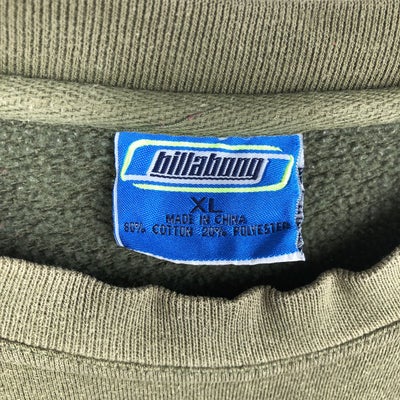 billabong
XL
MADE IN CHINA
80% COTTON 20% POLYESTER